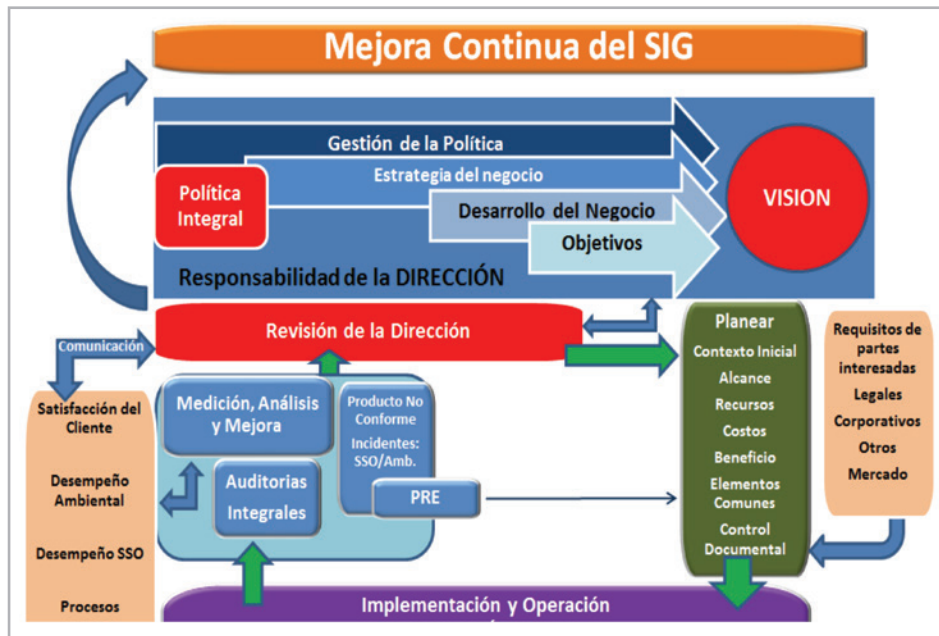 Mejora Continua del SIG
Gestión de la Política
Estrategia del negocio
Política
Integral
Desarrollo del Negocio
Objetivos
VISION
Responsabilidad de la DIRECCIÓN
Revisión de la Dirección
Comunicación
Satisfacción del
Cliente
Desempeño
Ambiental
Desempeño SSO
Procesos
Medición, Análisis
y Mejora
Auditorias
Integrales
Producto No
Conforme
Incidentes:
SSO/Amb.
PRE
Planear
Contexto Inicial
Alcance
Recursos
Costos
Beneficio
Elementos
Comunes
Control
Documental
Requisitos de
partes
interesadas
Legales
Corporativos
Otros
Mercado
Implementación y Operación